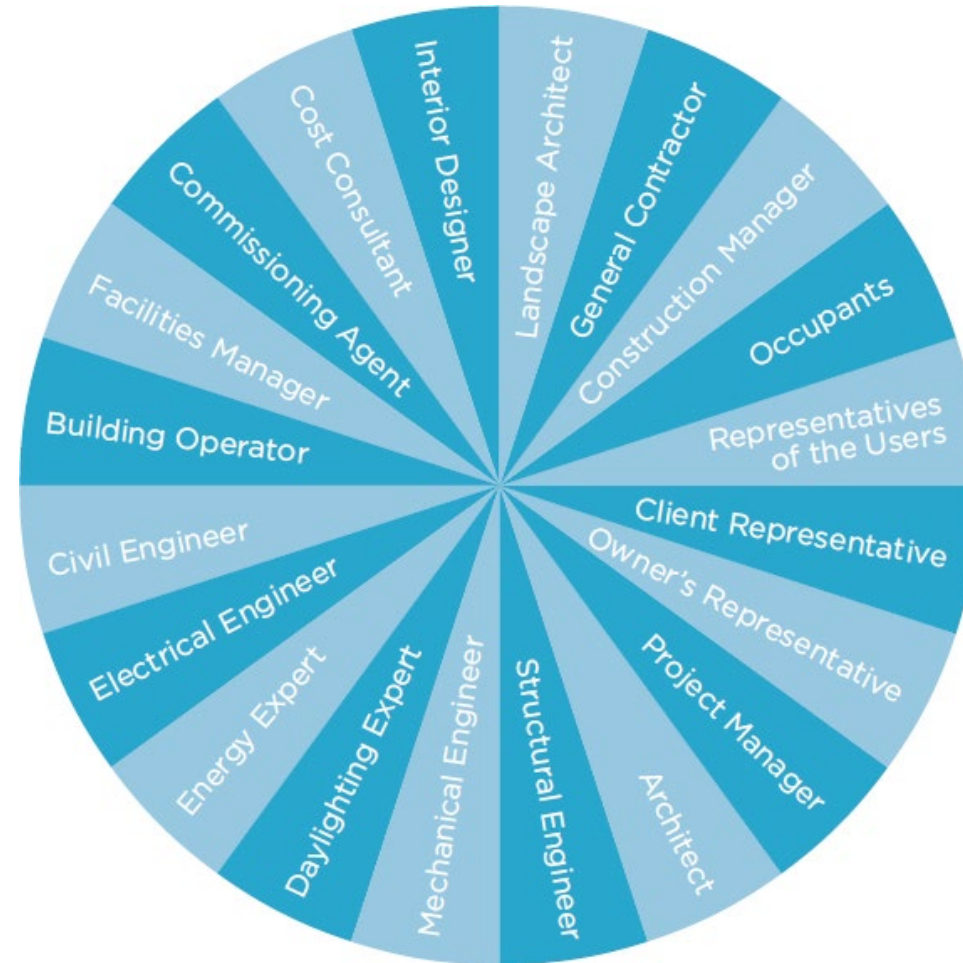 Landscape Architect
General Contractor
Construction Manager
Occupants
Representatives
of the Users
Client Representative
Owner's Representative
Project Manager
Architect
Structural Engineer
Mechanical Engineer
Daylighting Expert
Energy Expert
Electrical Engineer
Civil Engineer
Building Operator
Facilities Manager
Commissioning Agent
Cost Consultant
Interior Designer